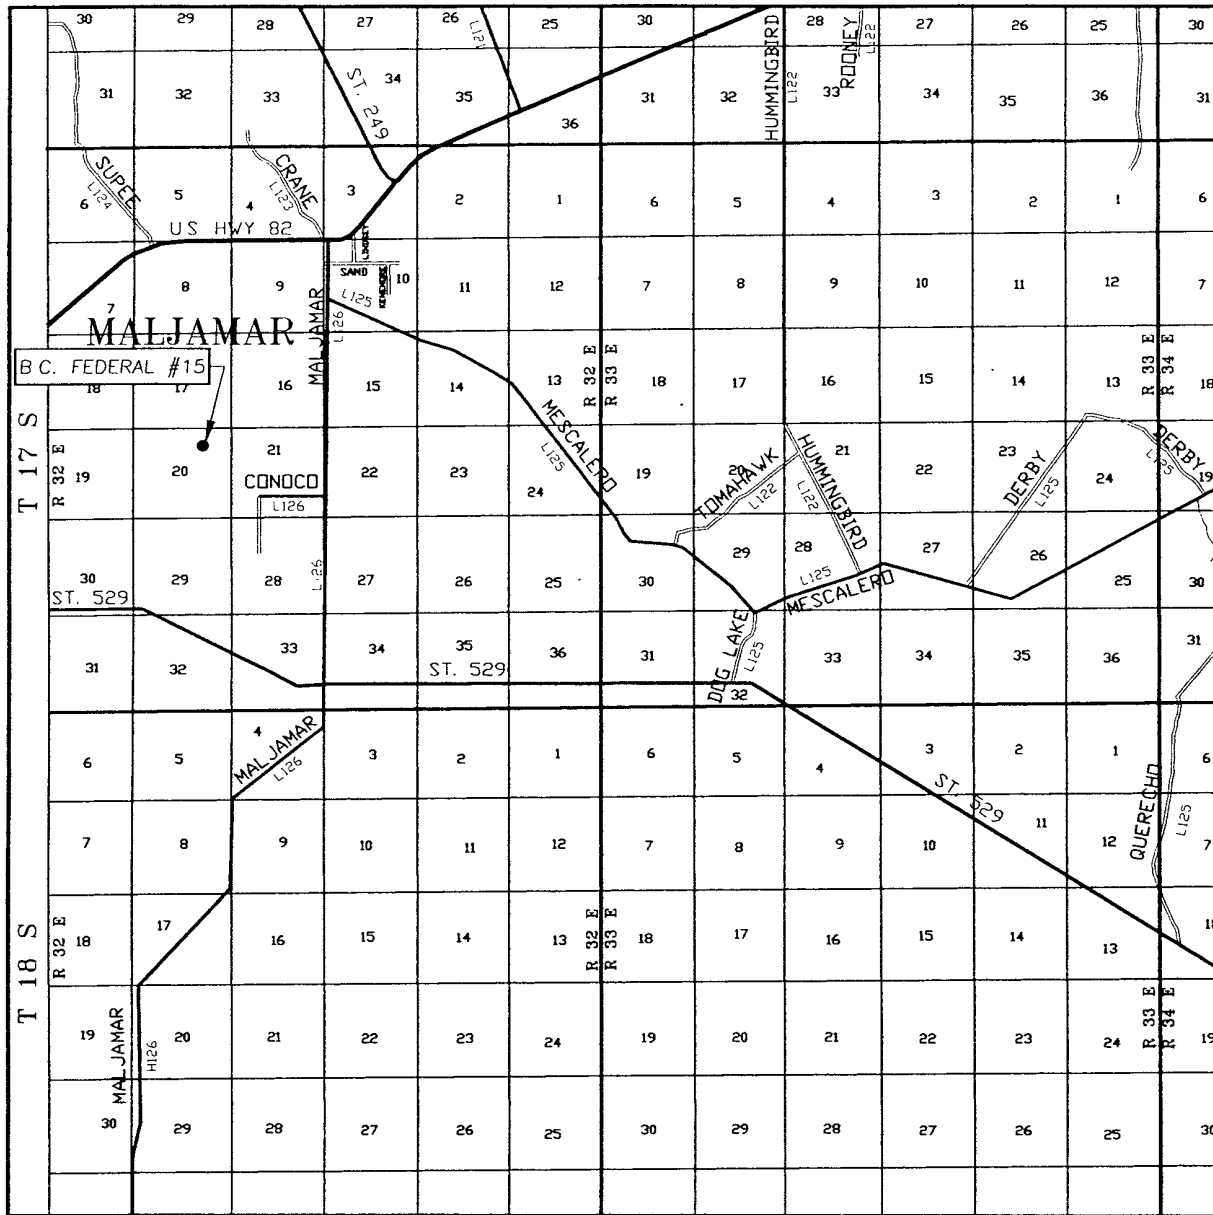 30 29 28 27 26 25 30 28 27 26 25 30
L121
HUMMINGBIRD
L122
ROONEY
L122
ST. 249
31 32 33 34 35 36 31 32 33 34 35 36 31
SUPEE
L124
CRANE
L123
6 5 4 3 2 1 6 5 4 3 2 1 6
US HWY 82
LINDSEY
SAND
L125
7 8 9 10 11 12 7 8 9 10 11 12 7
MALJAMAR
MALJAMAR
L126
B C. FEDERAL #15
R 32 E
R 33 E
R 33 E
R 34 E
18 17 16 15 14 13 18 17 16 15 14 13 18
T 17 S
R 32 E
MESCALERO
L125
TOMAHAWK
L122
HUMMINGBIRD
L122
DERBY
L125
DERBY
L125
19 20 21 22 23 24 19 20 21 22 23 24 19
CONOCO
L126
L126
30 29 28 27 26 25 30 29 28 27 26 25 30
ST. 529
L125
MESCALERO
DOG LAKE
L125
31 32 33 34 35 36 31 32 33 34 35 36 31
ST. 529
MALJAMAR
L126
6 5 4 3 2 1 6 5 4 3 2 1 6
ST. 529
QUERECHO
L125
7 8 9 10 11 12 7 8 9 10 11 12 7
T 18 S
R 32 E
R 32 E
R 33 E
18 17 16 15 14 13 18 17 16 15 14 13 18
R 33 E
R 34 E
MALJAMAR
H126
19 20 21 22 23 24 19 20 21 22 23 24 19
30 29 28 27 26 25 30 29 28 27 26 25 30